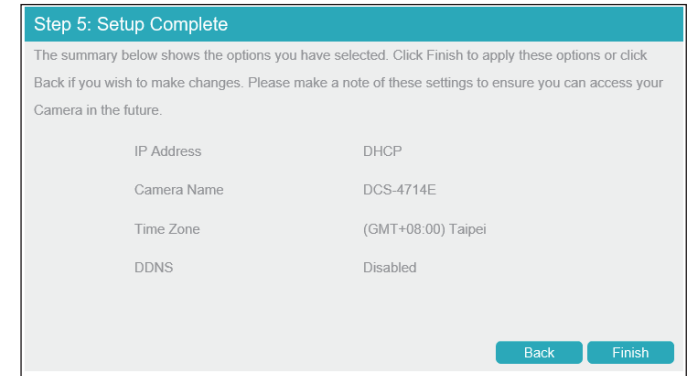 Step 5: Setup Complete
The summary below shows the options you have selected. Click Finish to apply these options or click
Back if you wish to make changes. Please make a note of these settings to ensure you can access your
Camera in the future.
IP Address DHCP
Camera Name DCS-4714E
Time Zone (GMT+08:00) Taipei
DDNS Disabled
Back Finish